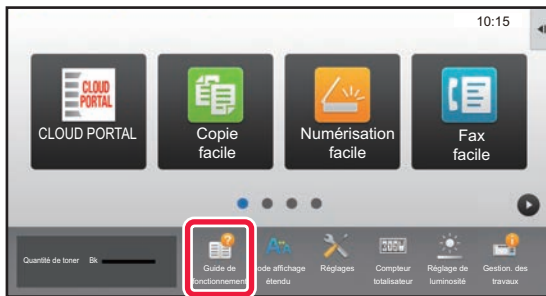 10:15
CLOUD
PORTAL
CLOUD PORTAL
Copie
facile
Numérisation
facile
Fax
facile
Quantité de toner Bk
Guide de
fonctionnement
ode affichage
étendu
Réglages
Compteur
totalisateur
Réglage de
luminosité
Gestion. des
travaux